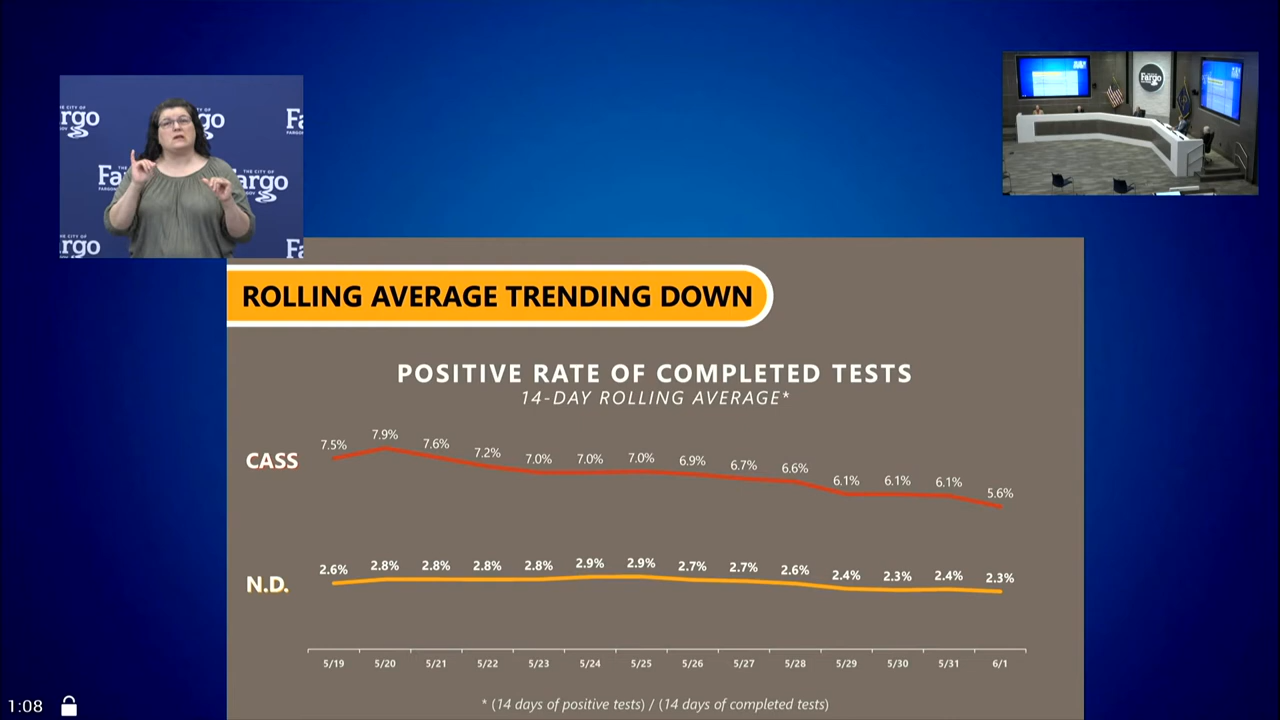 THE CITY OF
Fargo
ROLLING AVERAGE TRENDING DOWN
POSITIVE RATE OF COMPLETED TESTS
14-DAY ROLLING AVERAGE*
CASS
7.5% 7.9% 7.6% 7.2% 7.0% 7.0% 7.0% 6.9% 6.7% 6.6% 6.1% 6.1% 6.1% 5.6%
N.D.
2.6% 2.8% 2.8% 2.8% 2.8% 2.9% 2.9% 2.7% 2.7% 2.6% 2.4% 2.3% 2.4% 2.3%
5/19 5/20 5/21 5/22 5/23 5/24 5/25 5/26 5/27 5/28 5/29 5/30 5/31 6/1
* (14 days of positive tests) / (14 days of completed tests)
1:08